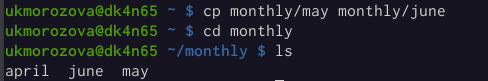 ukmorozova@dk4n65 ~ $ cp monthly/may monthly/june
ukmorozova@dk4n65 ~ $ cd monthly
ukmorozova@dk4n65 ~/monthly $ ls
april  june  may